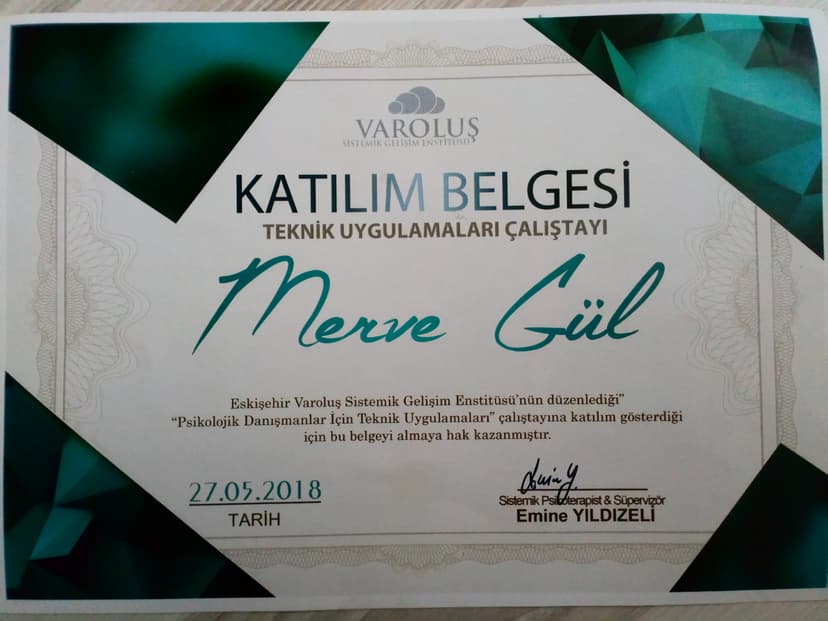 VAROLUŞ
SİSTEMİK GELİŞİM ENSTİTÜSÜ
KATILIM BELGESİ
TEKNİK UYGULAMALARI ÇALIŞTAYI
Merve Gül
Eskişehir Varoluş Sistemik Gelişim Enstitüsü'nün düzenlediği"
"Psikolojik Danışmanlar İçin Teknik Uygulamaları" çalıştayına katılım gösterdiği
için bu belgeyi almaya hak kazanmıştır.
27.05.2018
TARİH
Sistemik Psikoterapist & Süpervizör
Emine YILDIZELİ